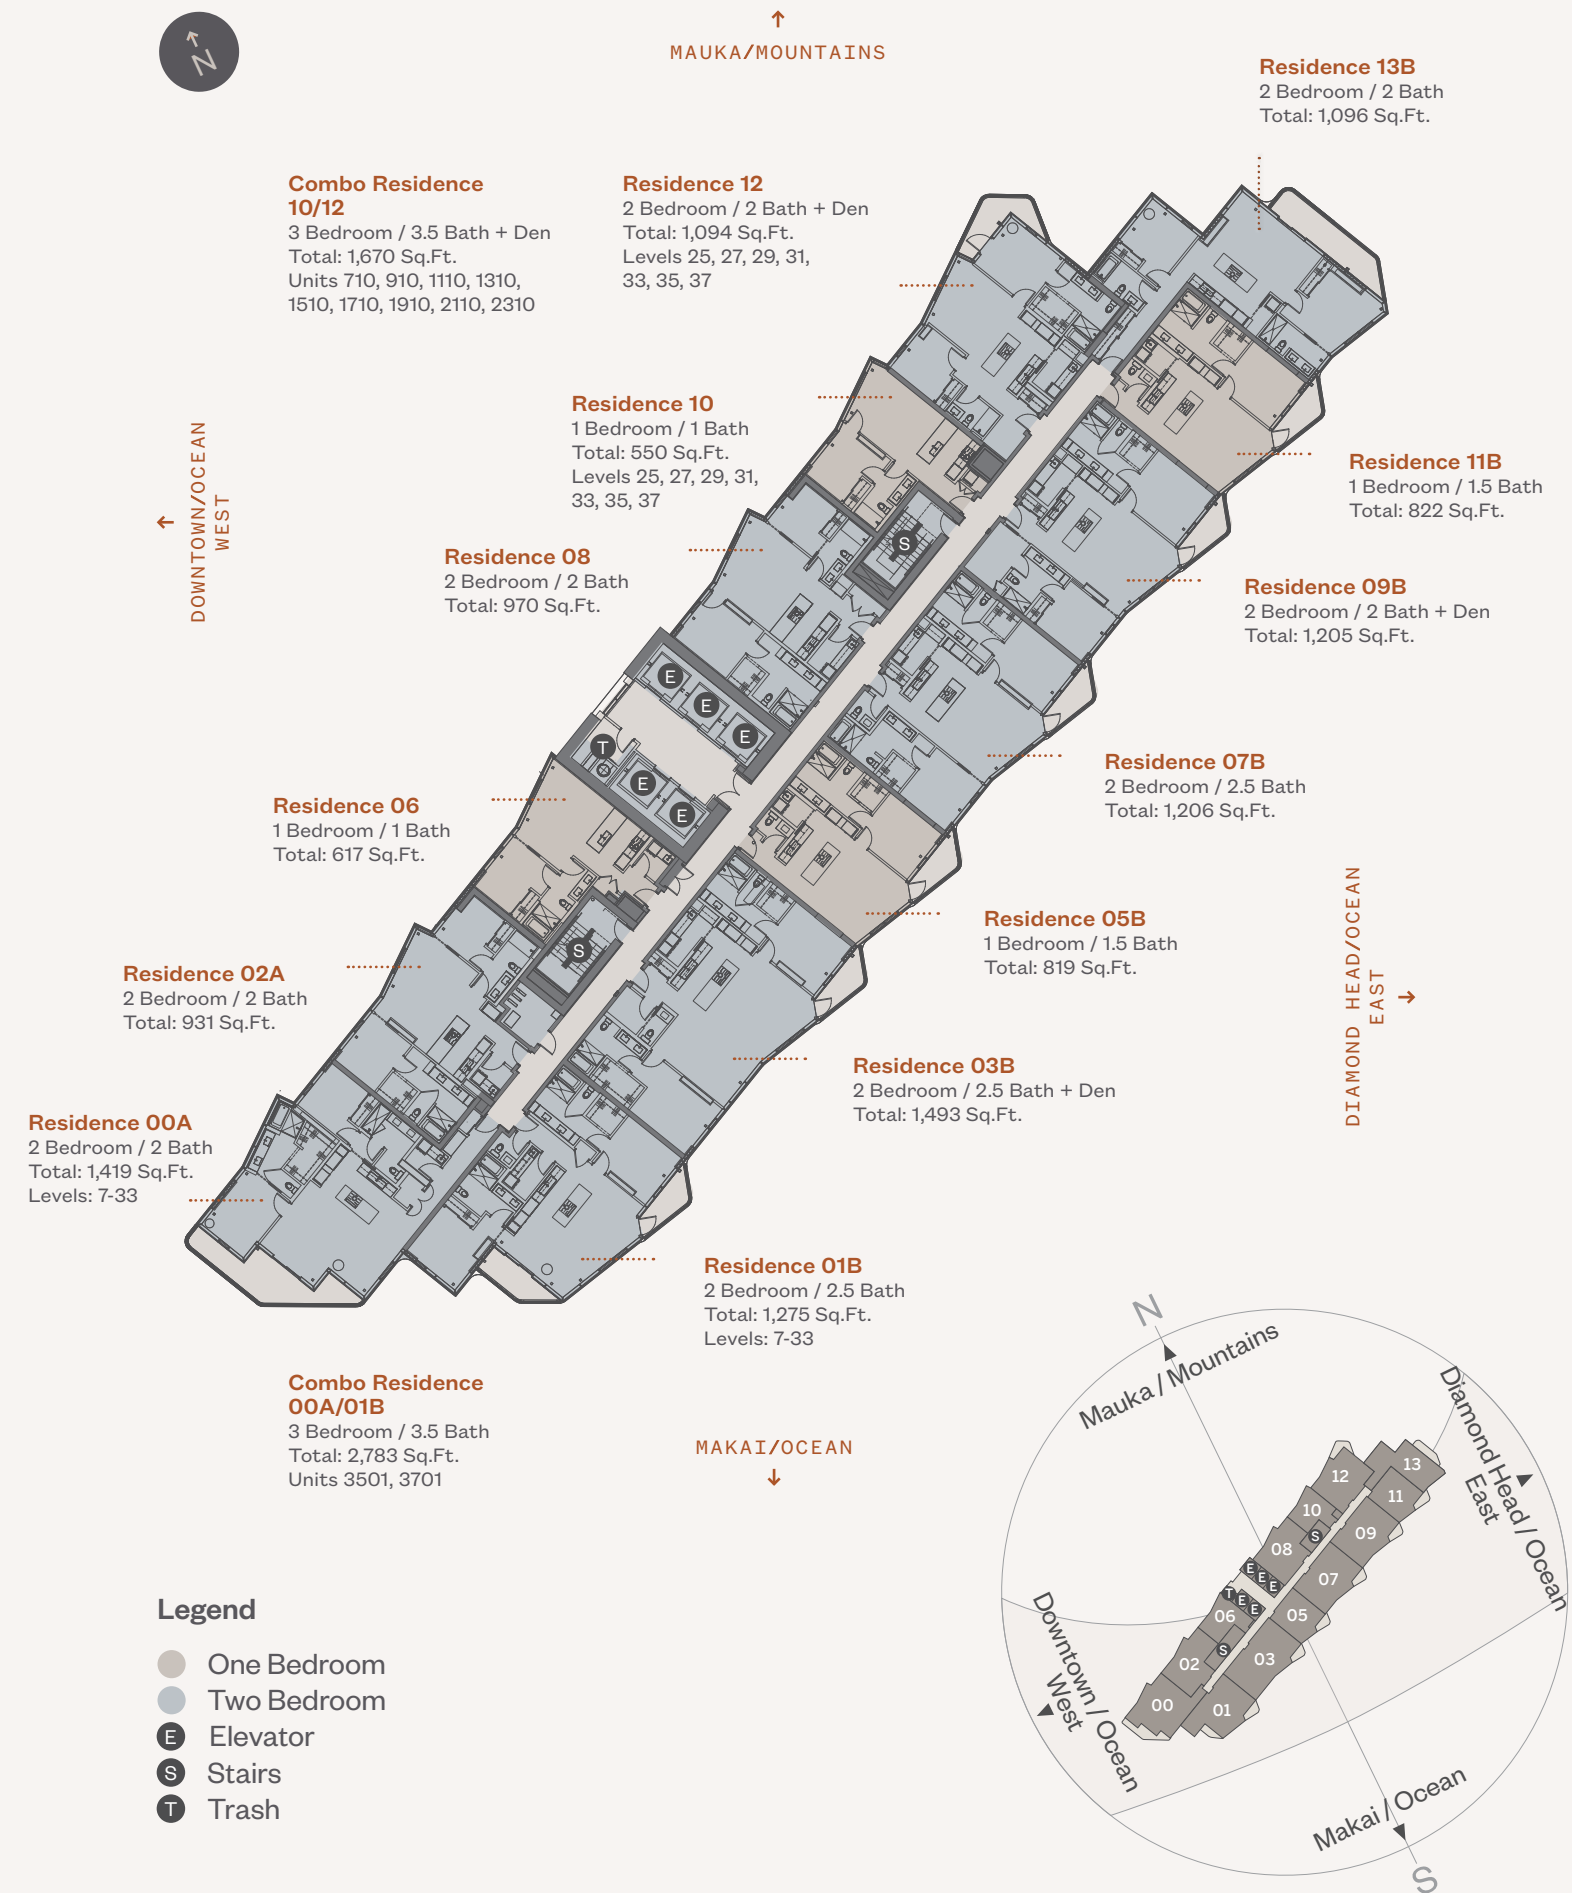 N
MAUKA/MOUNTAINS
Residence 13B
2 Bedroom / 2 Bath
Total: 1,096 Sq.Ft.
Combo Residence
10/12
3 Bedroom / 3.5 Bath + Den
Total: 1,670 Sq.Ft.
Units 710, 910, 1110, 1310,
1510, 1710, 1910, 2110, 2310
Residence 12
2 Bedroom / 2 Bath + Den
Total: 1,094 Sq.Ft.
Levels 25, 27, 29, 31,
33, 35, 37
Residence 10
1 Bedroom / 1 Bath
Total: 550 Sq.Ft.
Levels 25, 27, 29, 31,
33, 35, 37
DOWNTOWN/OCEAN
WEST
Residence 11B
1 Bedroom / 1.5 Bath
Total: 822 Sq.Ft.
S
Residence 08
2 Bedroom / 2 Bath
Total: 970 Sq.Ft.
Residence 09B
2 Bedroom / 2 Bath + Den
Total: 1,205 Sq.Ft.
E
E
E
T
E
E
Residence 07B
2 Bedroom / 2.5 Bath
Total: 1,206 Sq.Ft.
Residence 06
1 Bedroom / 1 Bath
Total: 617 Sq.Ft.
Residence 05B
1 Bedroom / 1.5 Bath
Total: 819 Sq.Ft.
S
DIAMOND HEAD/OCEAN
EAST
Residence 02A
2 Bedroom / 2 Bath
Total: 931 Sq.Ft.
Residence 03B
2 Bedroom / 2.5 Bath + Den
Total: 1,493 Sq.Ft.
Residence 00A
2 Bedroom / 2 Bath
Total: 1,419 Sq.Ft.
Levels: 7-33
Residence 01B
2 Bedroom / 2.5 Bath
Total: 1,275 Sq.Ft.
Levels: 7-33
Combo Residence
00A/01B
3 Bedroom / 3.5 Bath
Total: 2,783 Sq.Ft.
Units 3501, 3701
MAKAI/OCEAN
N
Mauka / Mountains
Diamond Head / Ocean
East
13
12
11
10
S
09
08
E
E
E
07
T
E
E
06
05
S
03
02
00
01
Downtown / Ocean
West
Makai / Ocean
S
Legend
One Bedroom
Two Bedroom
E Elevator
S Stairs
T Trash